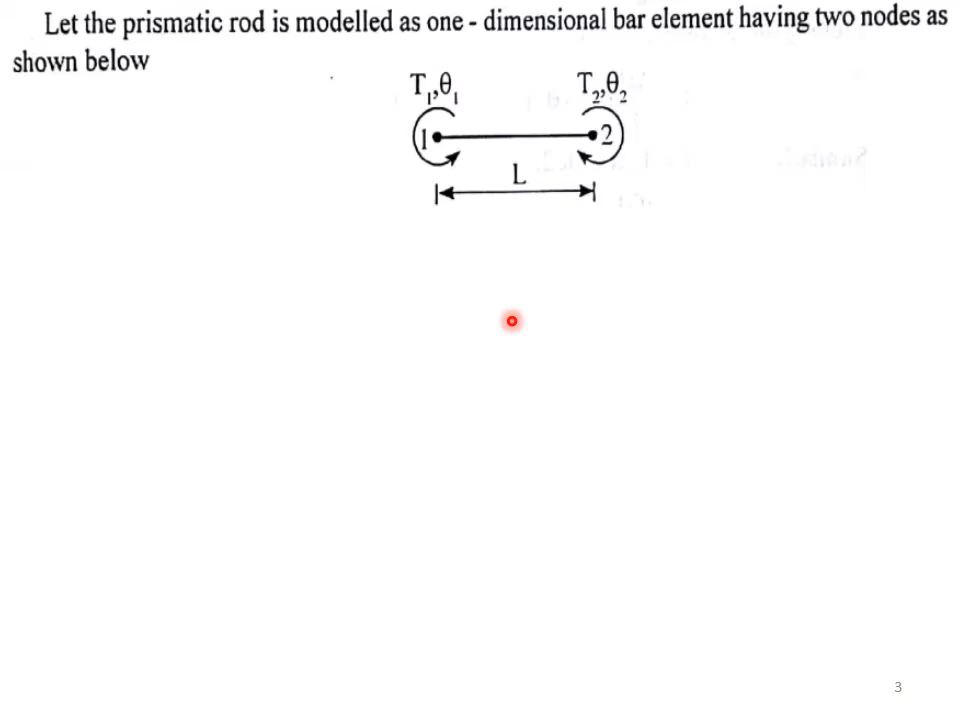 Let the prismatic rod is modelled as one - dimensional bar element having two nodes as
shown below
T₁,θ₁ T₂,θ₂
1 2
L
3